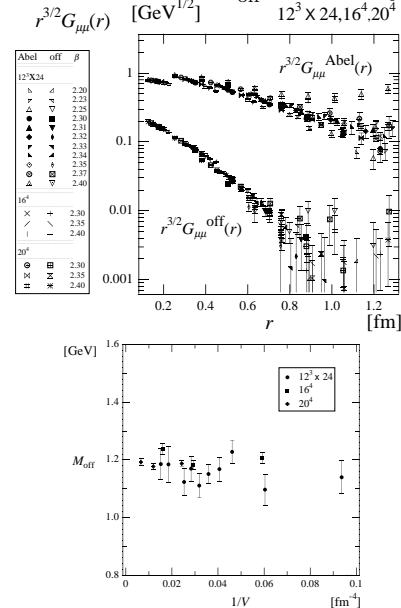 off
r^{3/2}G_{μμ}(r) [GeV^{1/2}] 12^3 X 24,16^4,20^4
Abel off β
12^3X24
2.20
2.23
2.25
2.30
2.31
2.32
2.33
2.34
2.35
2.37
2.40
16^4
2.30
2.35
2.40
20^4
2.30
2.35
2.40
1
0.1
0.01
0.001
r^{3/2}G_{μμ}^{Abel}(r)
r^{3/2}G_{μμ}^{off}(r)
0.2 0.4 0.6 0.8 1.0 1.2
r [fm]
[GeV]
1.6
1.4
1.2
1.0
0.8
M_{off}
12^3 x 24
16^4
20^4
0 0.02 0.04 0.06 0.08 0.1
1/V [fm^{-4}]